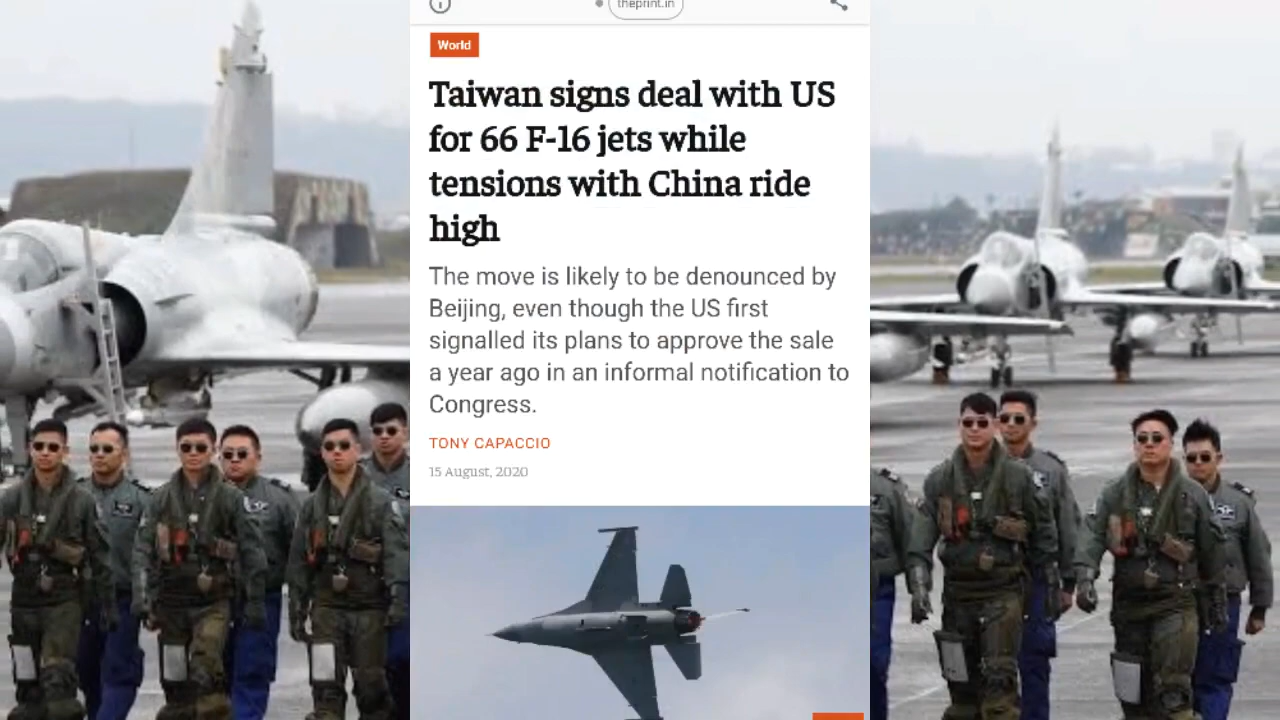 theprint.in
World
Taiwan signs deal with US
for 66 F-16 jets while
tensions with China ride
high
The move is likely to be denounced by
Beijing, even though the US first
signalled its plans to approve the sale
a year ago in an informal notification to
Congress.
TONY CAPACCIO
15 August, 2020